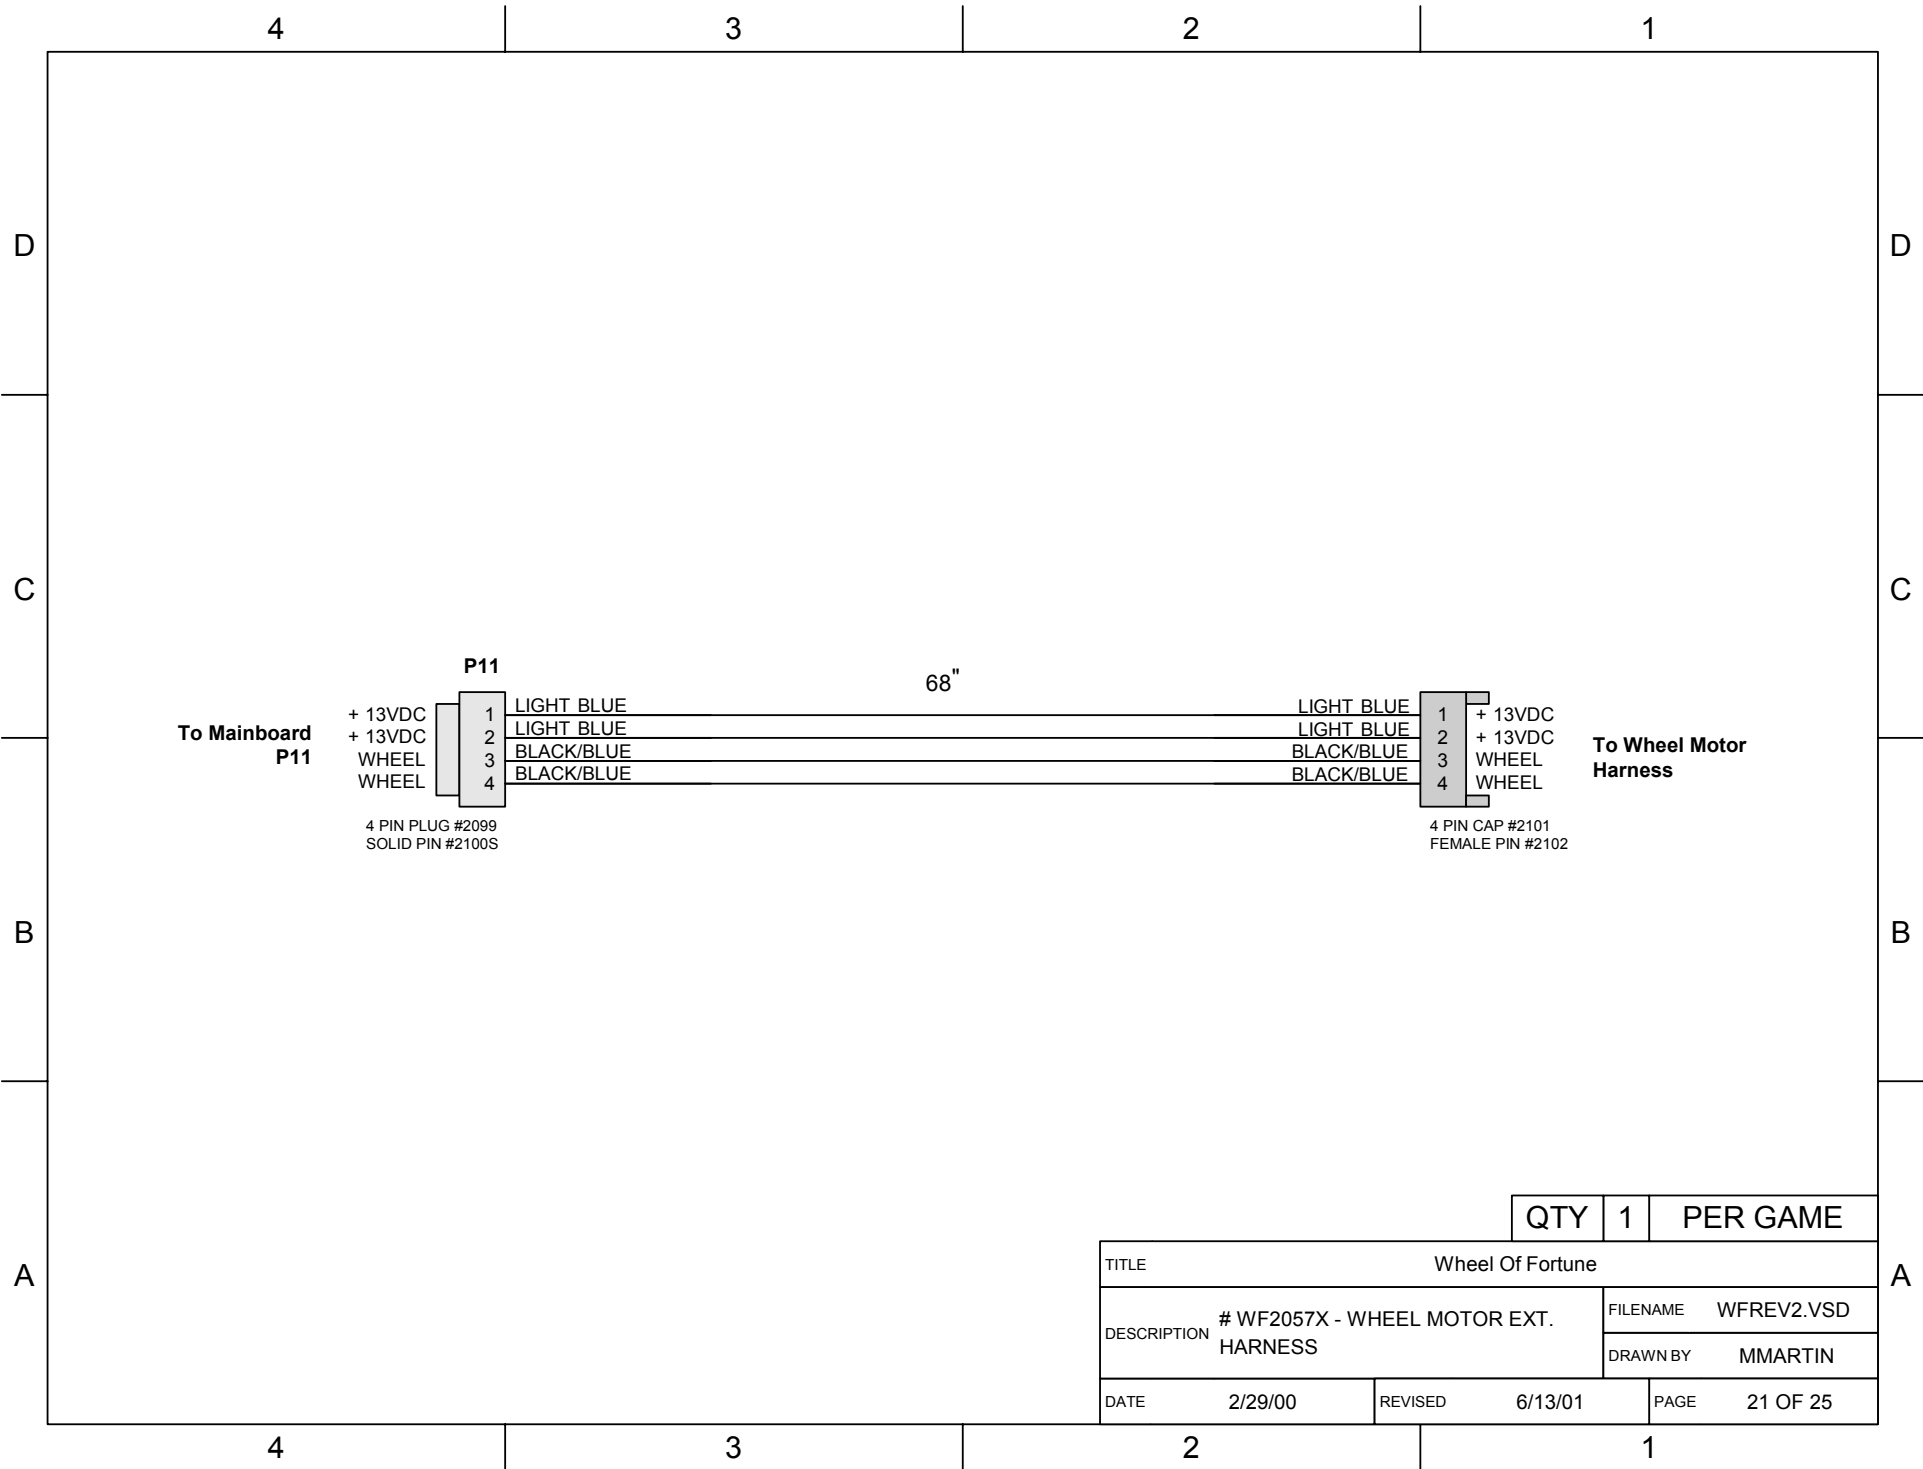 4 3 2 1
D D
C C
P11
68"
+ 13VDC 1 LIGHT BLUE LIGHT BLUE 1 + 13VDC
+ 13VDC 2 LIGHT BLUE LIGHT BLUE 2 + 13VDC
WHEEL 3 BLACK/BLUE BLACK/BLUE 3 WHEEL
WHEEL 4 BLACK/BLUE BLACK/BLUE 4 WHEEL
To Mainboard
P11
To Wheel Motor
Harness
4 PIN PLUG #2099
SOLID PIN #2100S
4 PIN CAP #2101
FEMALE PIN #2102
B B
QTY 1 PER GAME
A A
TITLE Wheel Of Fortune
DESCRIPTION # WF2057X - WHEEL MOTOR EXT.
HARNESS
FILENAME WFREV2.VSD
DRAWN BY MMARTIN
DATE 2/29/00 REVISED 6/13/01 PAGE 21 OF 25
4 3 2 1